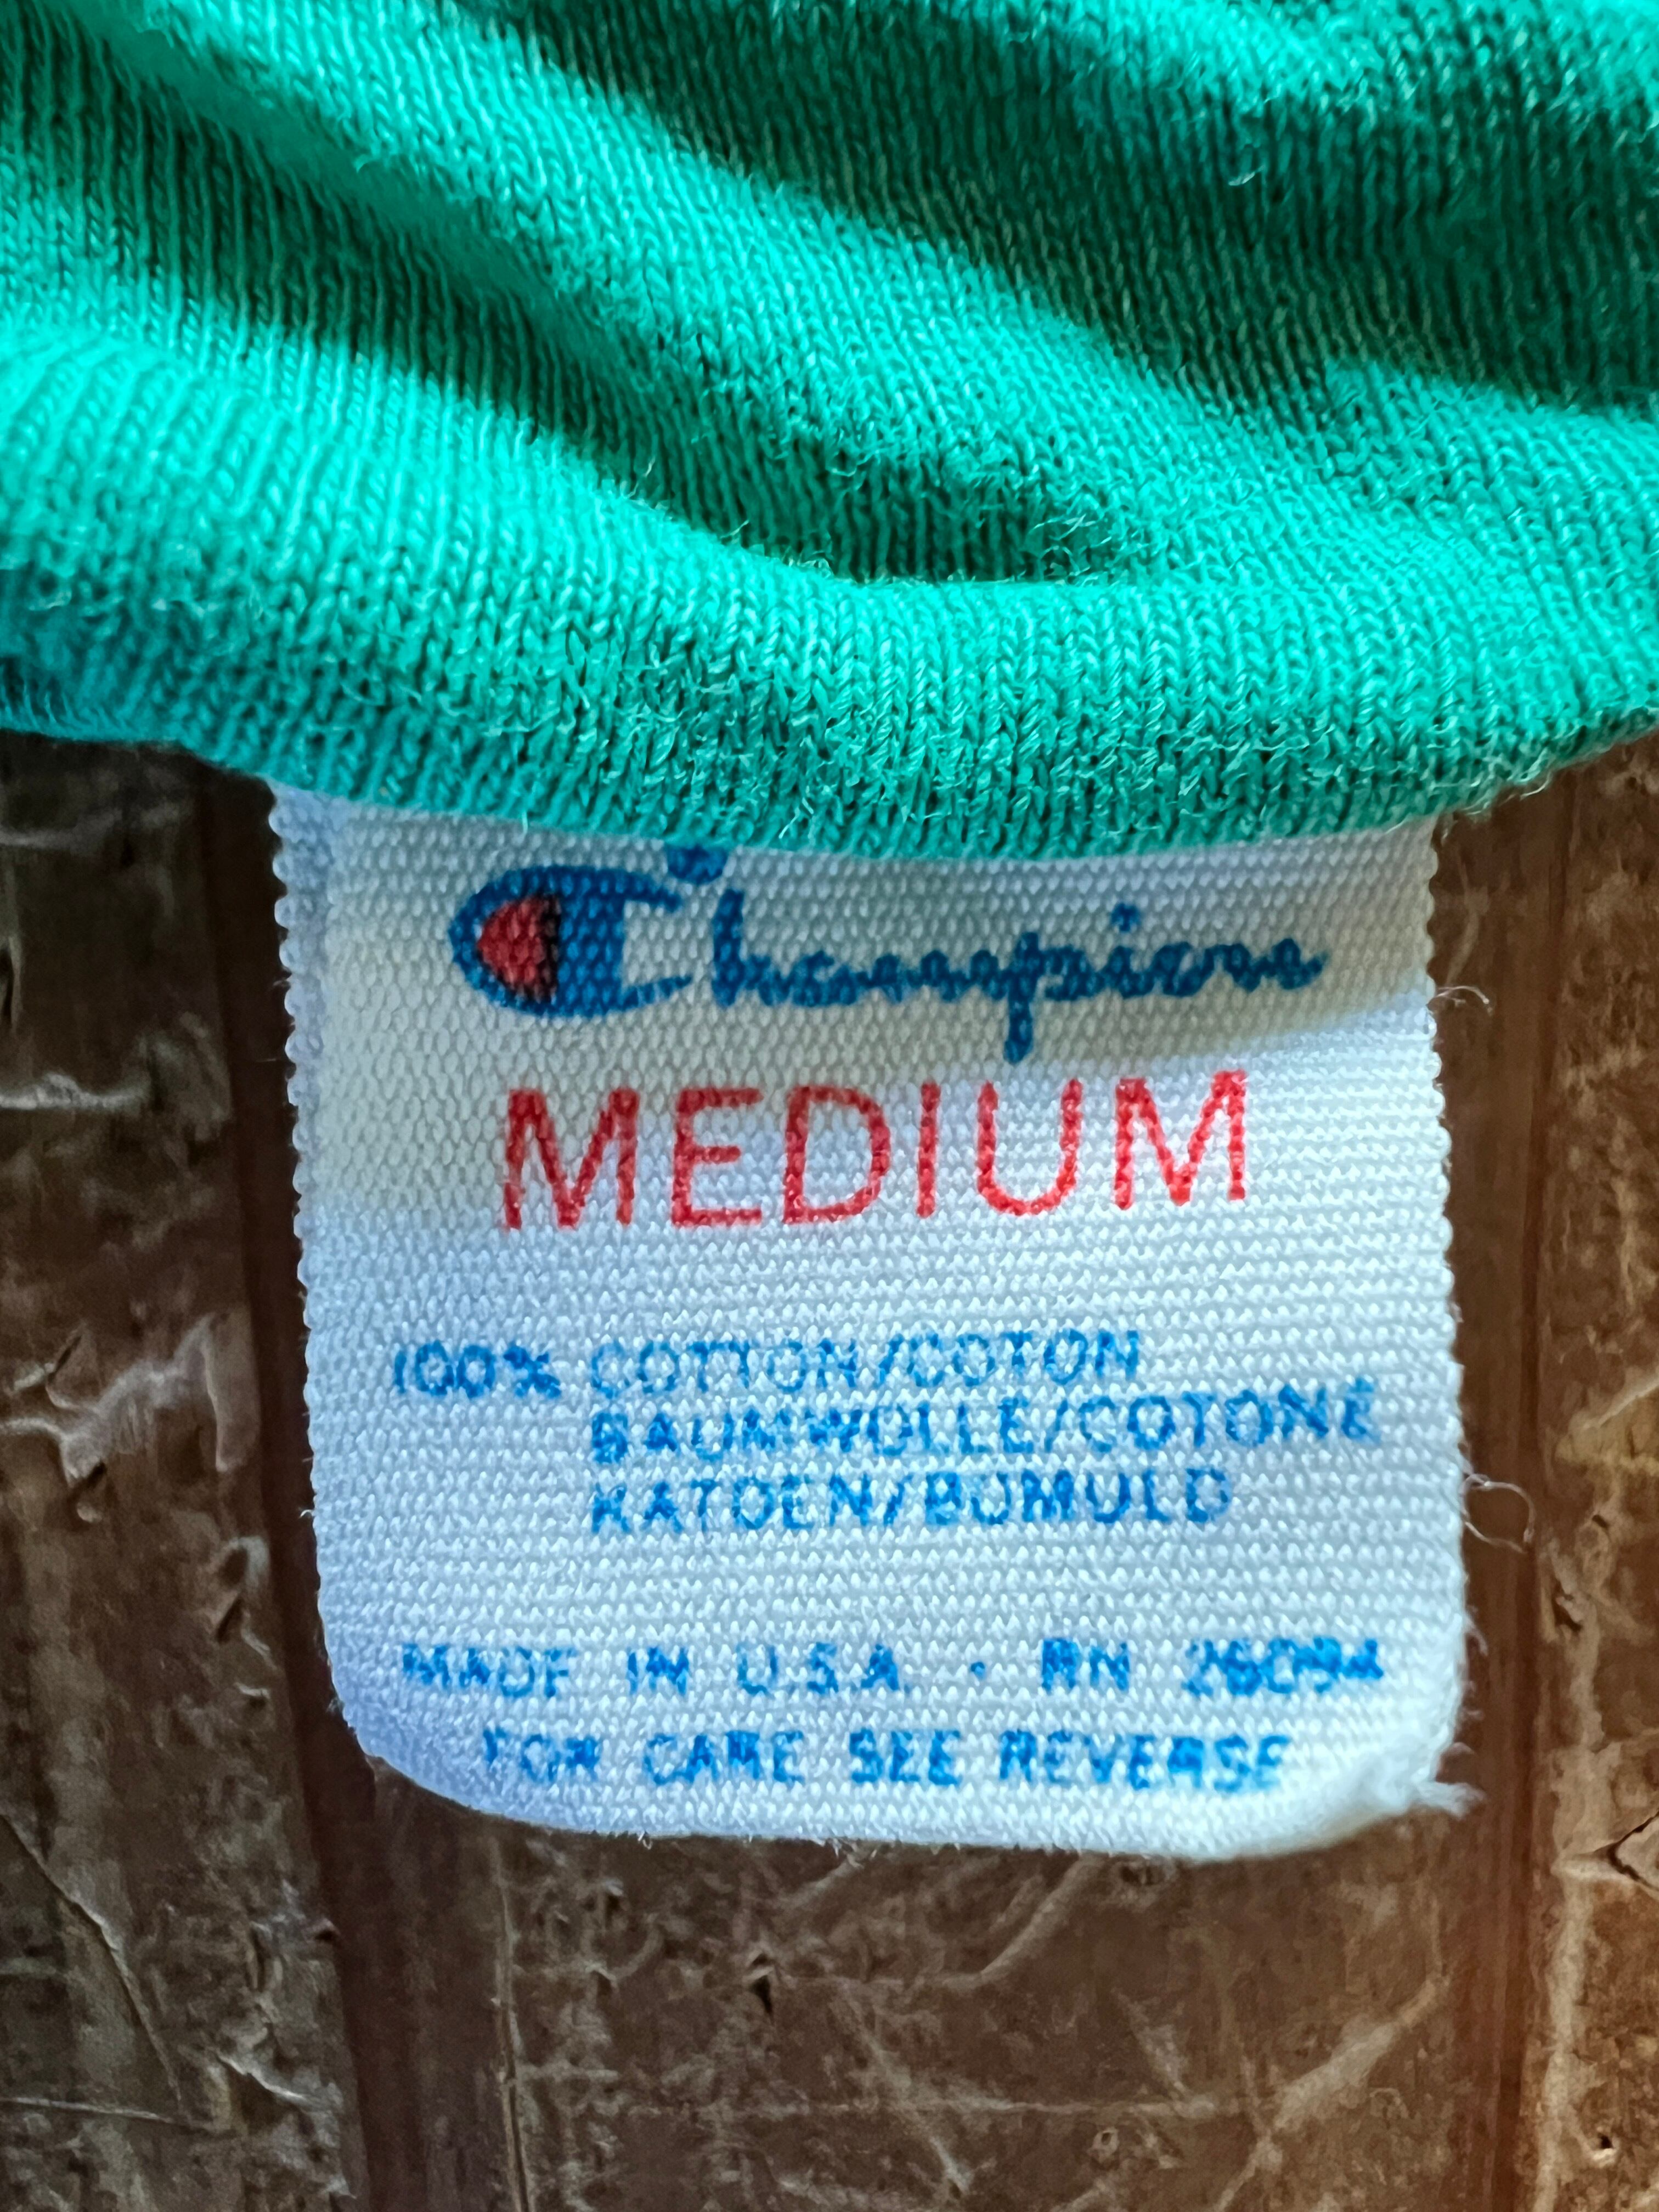 Champion
MEDIUM
100% COTTON/COTON
BAUMWOLLE/COTONE
KATOEN/BOMULD
MADE IN U.S.A. · RN 26094
FOR CARE SEE REVERSE